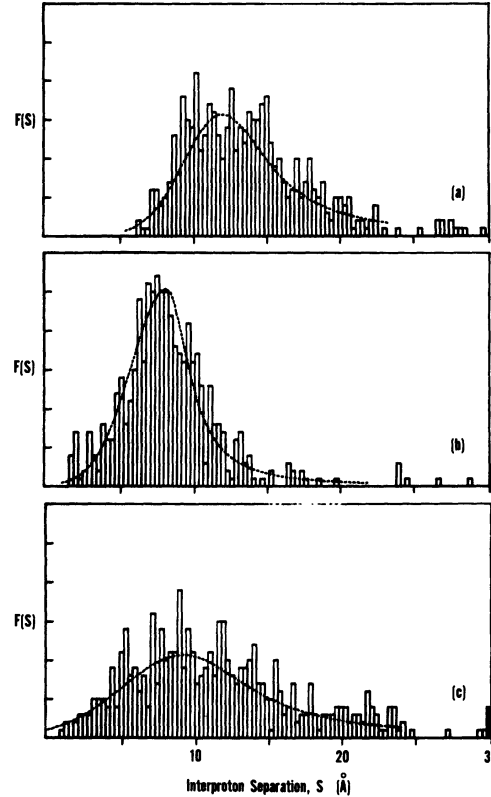 F(S)
(a)
F(S)
(b)
F(S)
(c)
10 20 3
Interproton Separation, S (Å)